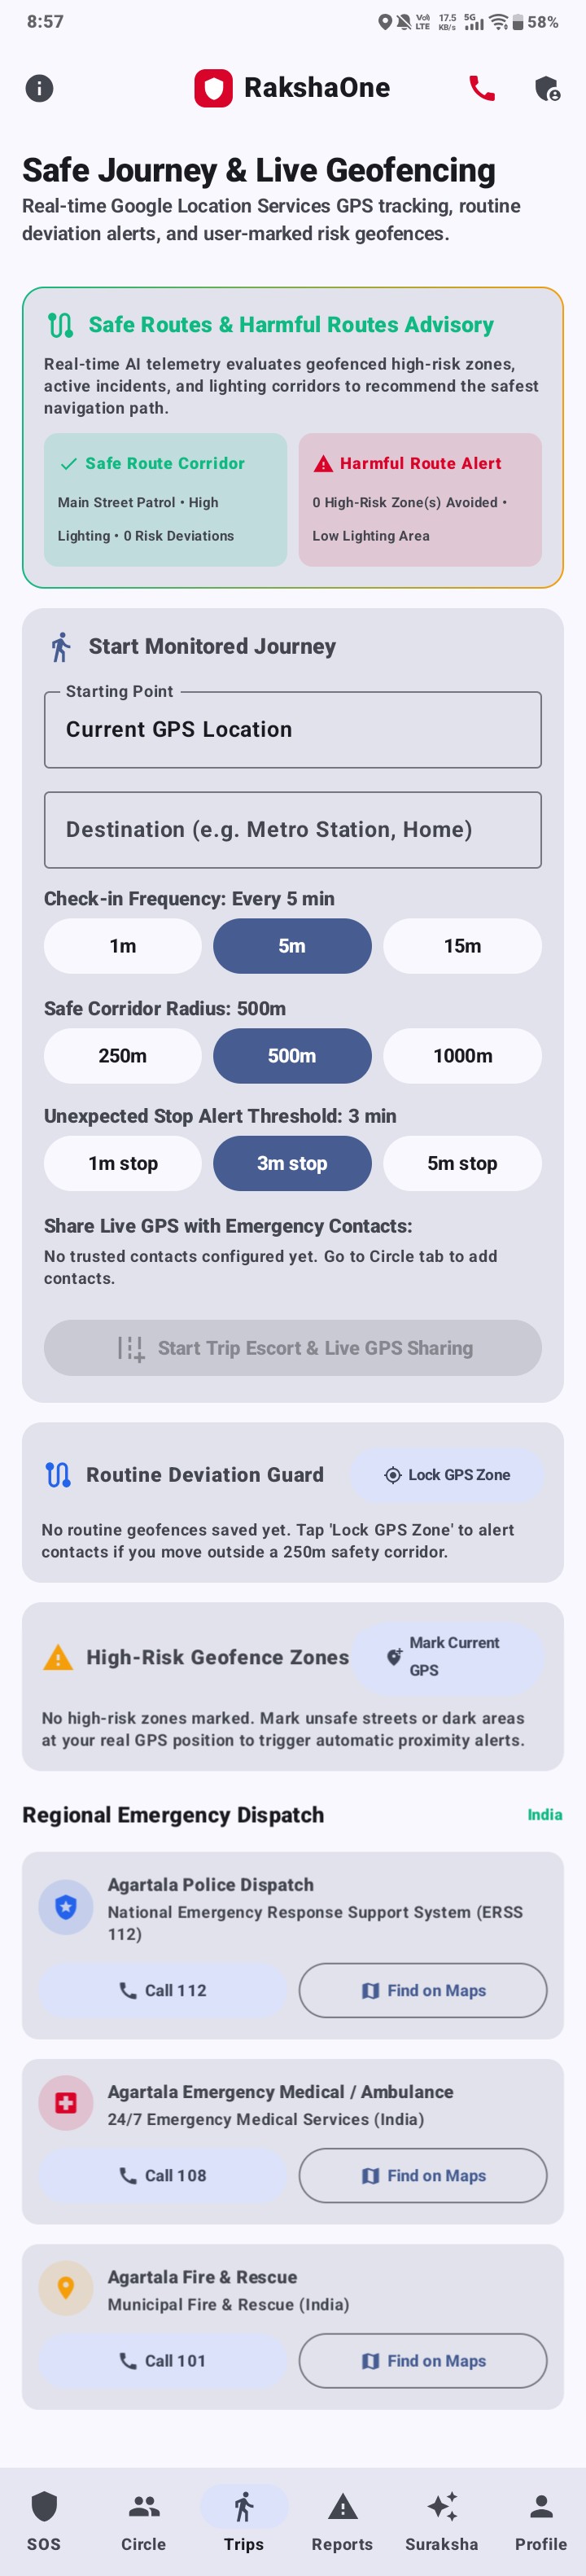 8:57
Vo) LTE 17.5 KB/s 5G 58%
RakshaOne
Safe Journey & Live Geofencing
Real-time Google Location Services GPS tracking, routine
deviation alerts, and user-marked risk geofences.
Safe Routes & Harmful Routes Advisory
Real-time AI telemetry evaluates geofenced high-risk zones,
active incidents, and lighting corridors to recommend the safest
navigation path.
Safe Route Corridor
Main Street Patrol • High
Lighting • 0 Risk Deviations
Harmful Route Alert
0 High-Risk Zone(s) Avoided •
Low Lighting Area
Start Monitored Journey
Starting Point
Current GPS Location
Destination (e.g. Metro Station, Home)
Check-in Frequency: Every 5 min
1m 5m 15m
Safe Corridor Radius: 500m
250m 500m 1000m
Unexpected Stop Alert Threshold: 3 min
1m stop 3m stop 5m stop
Share Live GPS with Emergency Contacts:
No trusted contacts configured yet. Go to Circle tab to add
contacts.
Start Trip Escort & Live GPS Sharing
Routine Deviation Guard
Lock GPS Zone
No routine geofences saved yet. Tap 'Lock GPS Zone' to alert
contacts if you move outside a 250m safety corridor.
High-Risk Geofence Zones
Mark Current
GPS
No high-risk zones marked. Mark unsafe streets or dark areas
at your real GPS position to trigger automatic proximity alerts.
Regional Emergency Dispatch India
Agartala Police Dispatch
National Emergency Response Support System (ERSS
112)
Call 112 Find on Maps
Agartala Emergency Medical / Ambulance
24/7 Emergency Medical Services (India)
Call 108 Find on Maps
Agartala Fire & Rescue
Municipal Fire & Rescue (India)
Call 101 Find on Maps
SOS Circle Trips Reports Suraksha Profile